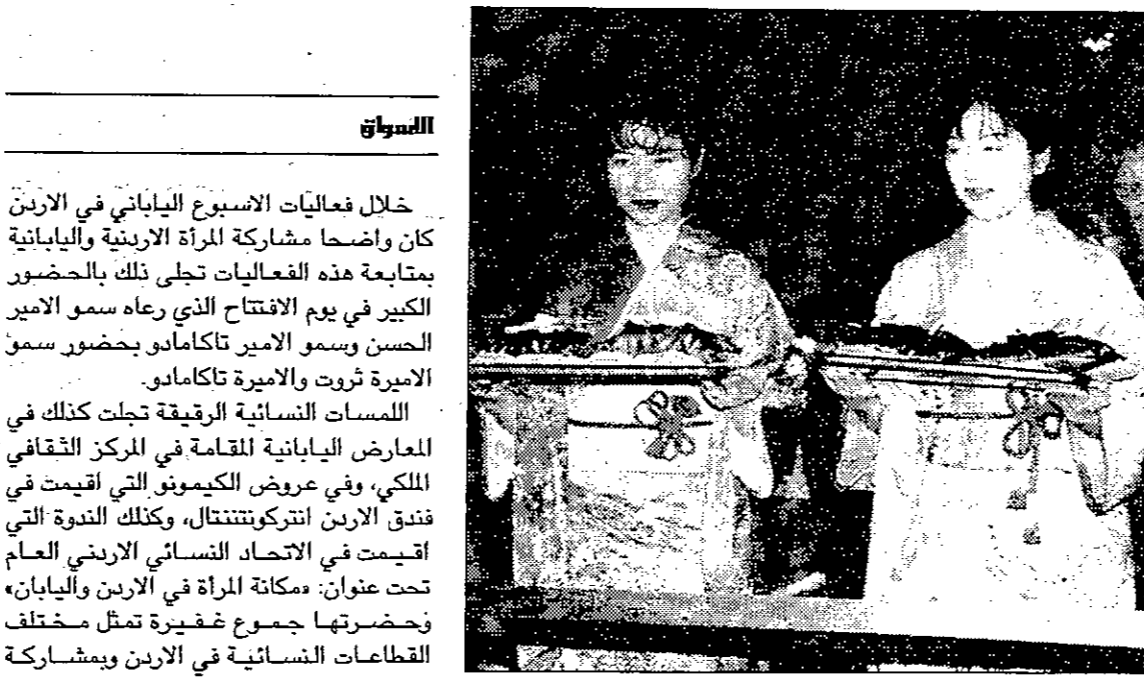 اللسواق
خلال فعاليات الاسبوع الياباني في الاردن
كان واضحا مشاركة المرأة الاردنية واليابانية
بمتابعة هذه الفعاليات تجلى ذلك بالحضور
الكبير في يوم الافتتاح الذي رعاه سمو الامير
الحسن وسمو الامير تاكامادو بحضور سمو
الاميرة ثروت والاميرة تاكامادو.
اللمسات النسائية الرقيقة تجلت كذلك في
المعارض اليابانية المقامة في المركز الثقافي
الملكي، وفي عروض الكيمونو التي اقيمت في
فندق الاردن انتركونتننتال، وكذلك الندوة التي
اقيمت في الاتحاد النسائي الاردني العام
تحت عنوان: «مكانة المرأة في الاردن واليابان»
وحضرتها جموع غفيرة تمثل مختلف
القطاعات النسائية في الاردن وبمشاركة